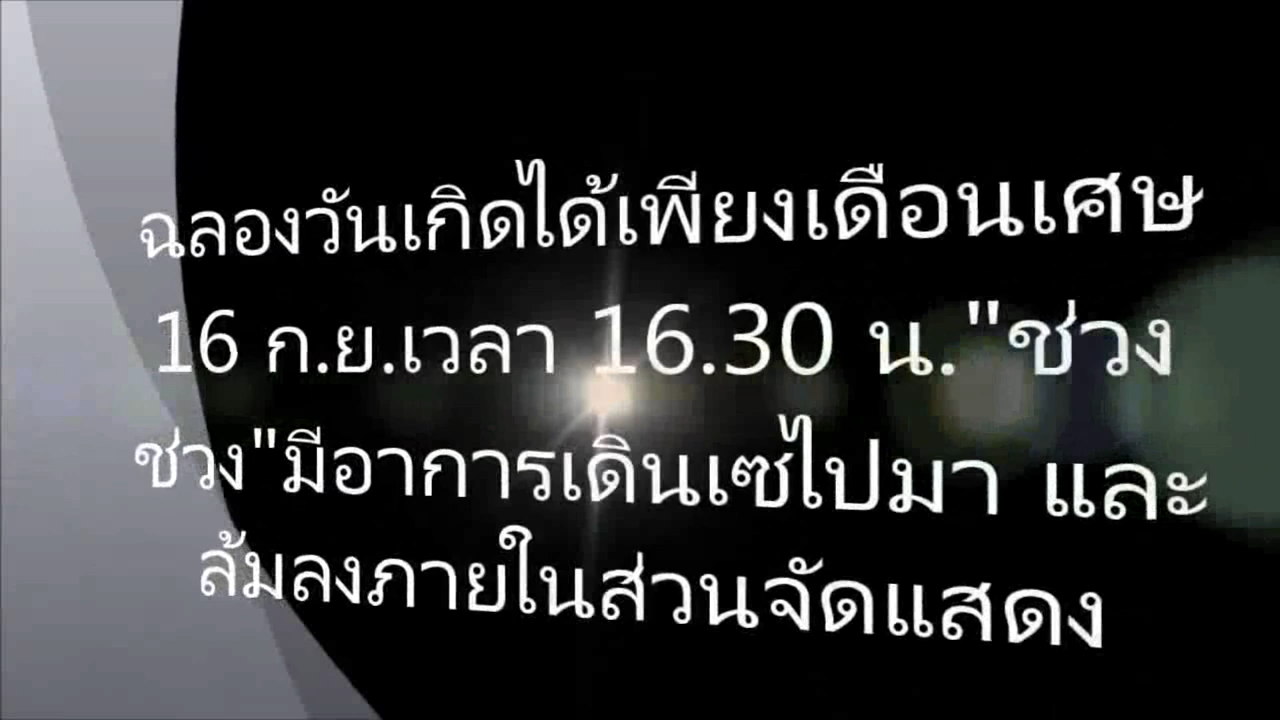 ฉลองวันเกิดได้เพียงเดือนเศษ
16 ก.ย.เวลา 16.30 น."ช่วง
ช่วง"มีอาการเดินเซไปมา และ
ล้มลงภายในส่วนจัดแสดง